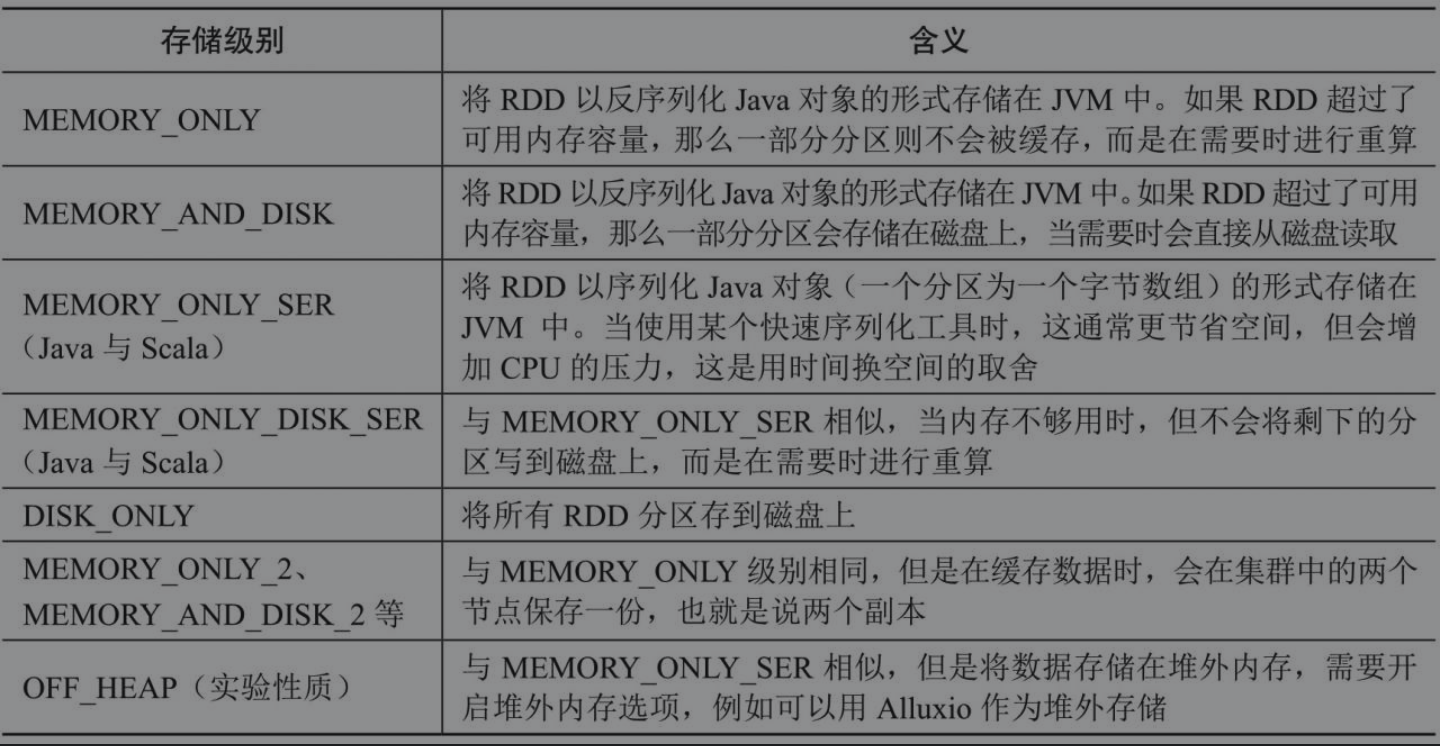 存储级别
含义
MEMORY_ONLY
将 RDD 以反序列化 Java 对象的形式存储在 JVM 中。如果 RDD 超过了
可用内存容量，那么一部分分区则不会被缓存，而是在需要时进行重算
MEMORY_AND_DISK
将 RDD 以反序列化 Java 对象的形式存储在 JVM 中。如果 RDD 超过了可用
内存容量，那么一部分分区会存储在磁盘上，当需要时会直接从磁盘读取
MEMORY_ONLY_SER
（Java 与 Scala）
将 RDD 以序列化 Java 对象（一个分区为一个字节数组）的形式存储在
JVM 中。当使用某个快速序列化工具时，这通常更节省空间，但会增
加 CPU 的压力，这是用时间换空间的取舍
MEMORY_ONLY_DISK_SER
（Java 与 Scala）
与 MEMORY_ONLY_SER 相似，当内存不够用时，但不会将剩下的分
区写到磁盘上，而是在需要时进行重算
DISK_ONLY
将所有 RDD 分区存到磁盘上
MEMORY_ONLY_2、
MEMORY_AND_DISK_2 等
与 MEMORY_ONLY 级别相同，但是在缓存数据时，会在集群中的两个
节点保存一份，也就是说两个副本
OFF_HEAP（实验性质）
与 MEMORY_ONLY_SER 相似，但是将数据存储在堆外内存，需要开
启堆外内存选项，例如可以用 Alluxio 作为堆外存储